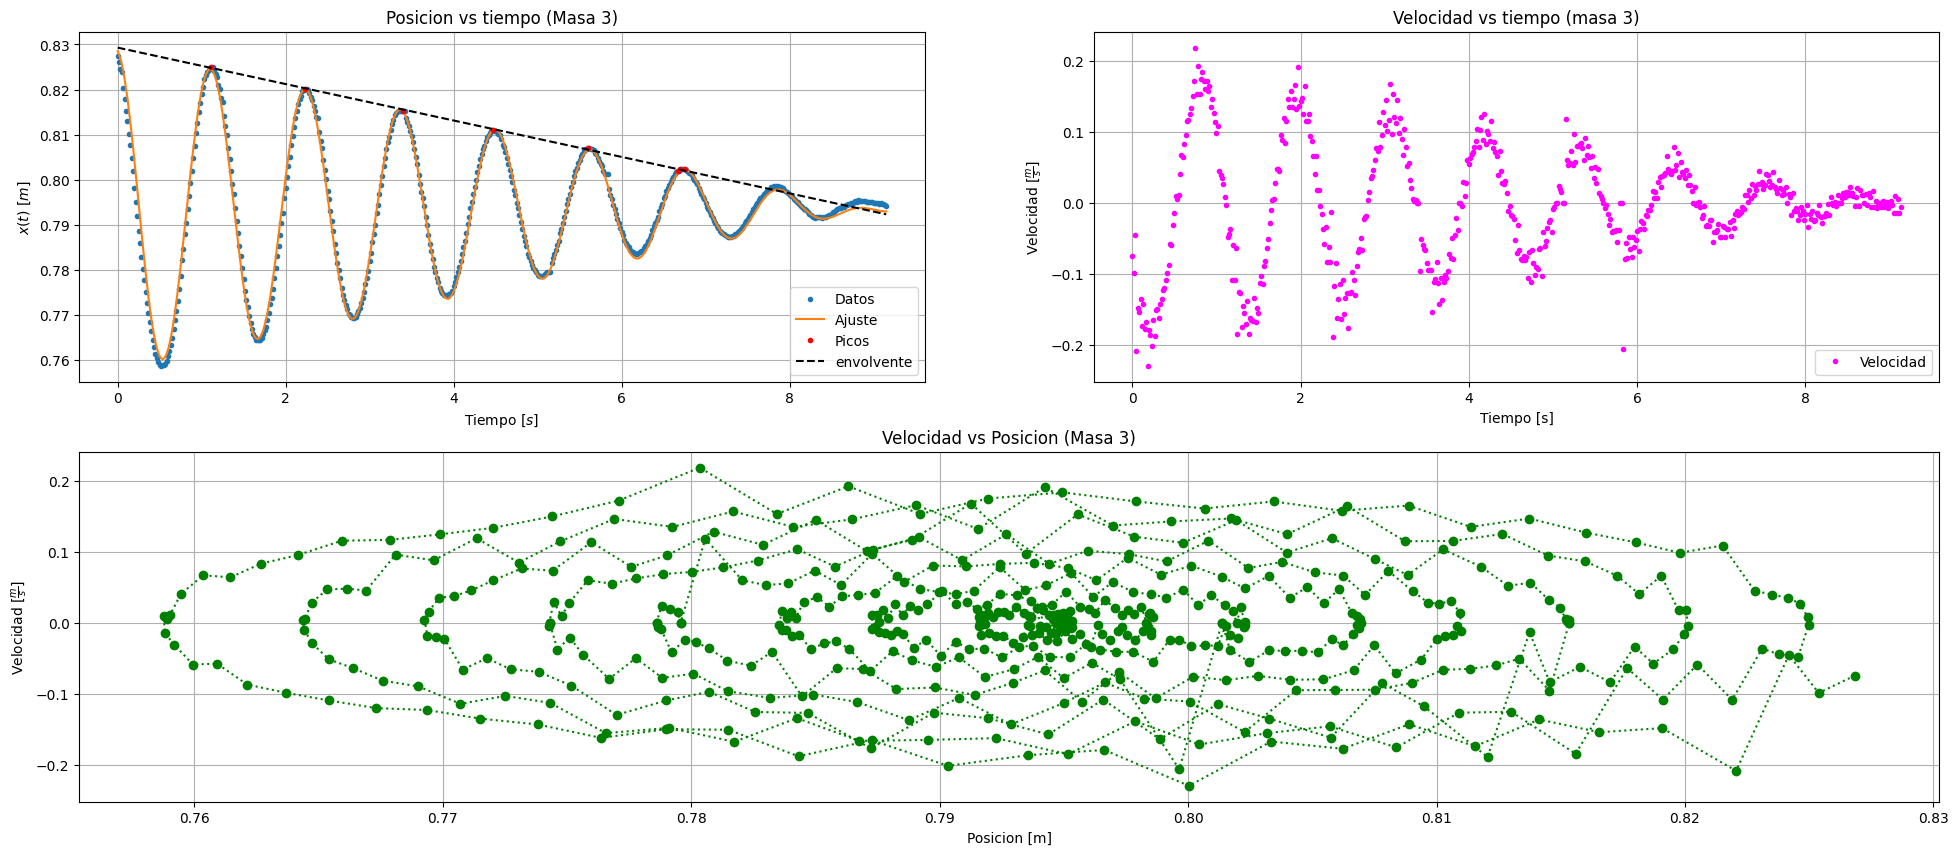 Posicion vs tiempo (Masa 3)
0.83
0.82
0.81
0.80
0.79
0.78
0.77
0.76
x(t) [m]
0
2
4
6
8
Tiempo [s]
Datos
Ajuste
Picos
envolvente
Velocidad vs tiempo (masa 3)
0.2
0.1
0.0
−0.1
−0.2
Velocidad [m/s]
0
2
4
6
8
Tiempo [s]
Velocidad
Velocidad vs Posicion (Masa 3)
0.2
0.1
0.0
−0.1
−0.2
Velocidad [m/s]
0.76
0.77
0.78
0.79
0.80
0.81
0.82
0.83
Posicion [m]